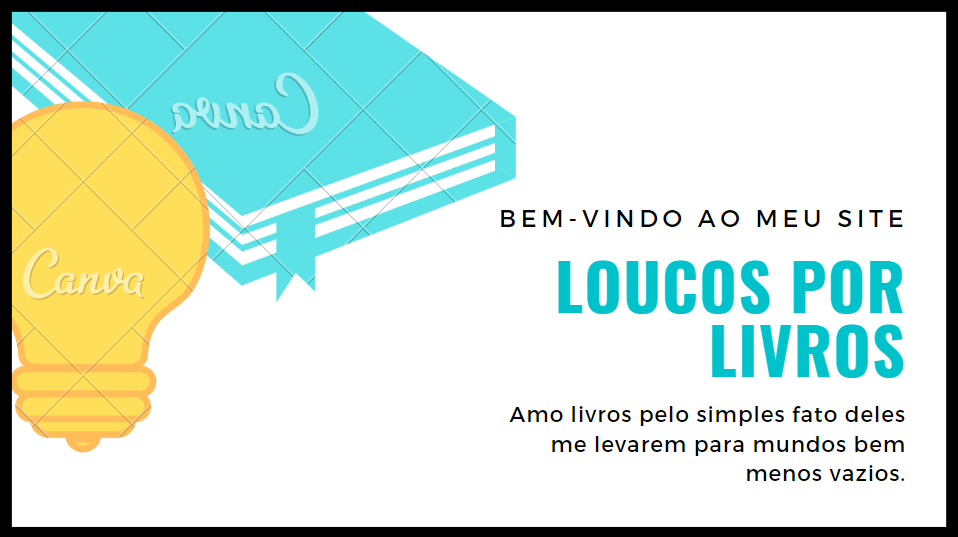 Canva
Canva
BEM-VINDO AO MEU SITE
LOUCOS POR
LIVROS
Amo livros pelo simples fato deles
me levarem para mundos bem
menos vazios.